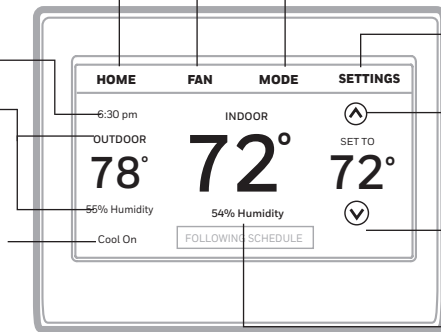 HOME FAN MODE SETTINGS
6:30 pm
OUTDOOR
78°
55% Humidity
Cool On
INDOOR
72°
54% Humidity
FOLLOWING SCHEDULE
SET TO
72°